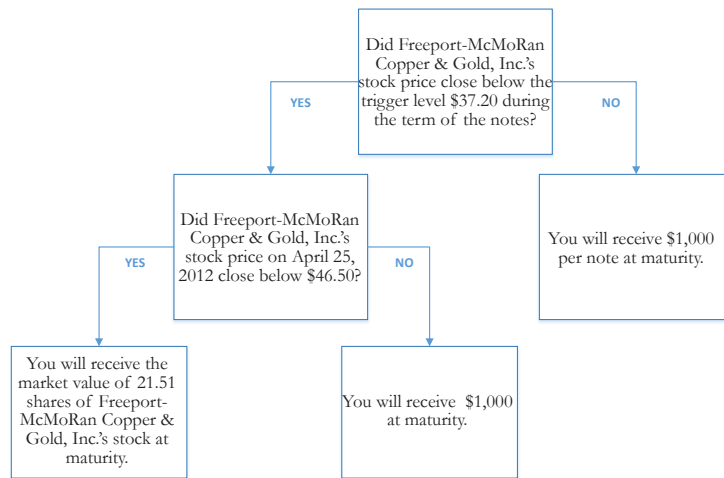 Did Freeport-McMoRan
Copper & Gold, Inc.'s
stock price close below the
trigger level $37.20 during
the term of the notes?
YES
NO
Did Freeport-McMoRan
Copper & Gold, Inc.'s
stock price on April 25,
2012 close below $46.50?
You will receive $1,000
per note at maturity.
YES
NO
You will receive the
market value of 21.51
shares of Freeport-
McMoRan Copper &
Gold, Inc.'s stock at
maturity.
You will receive $1,000
at maturity.